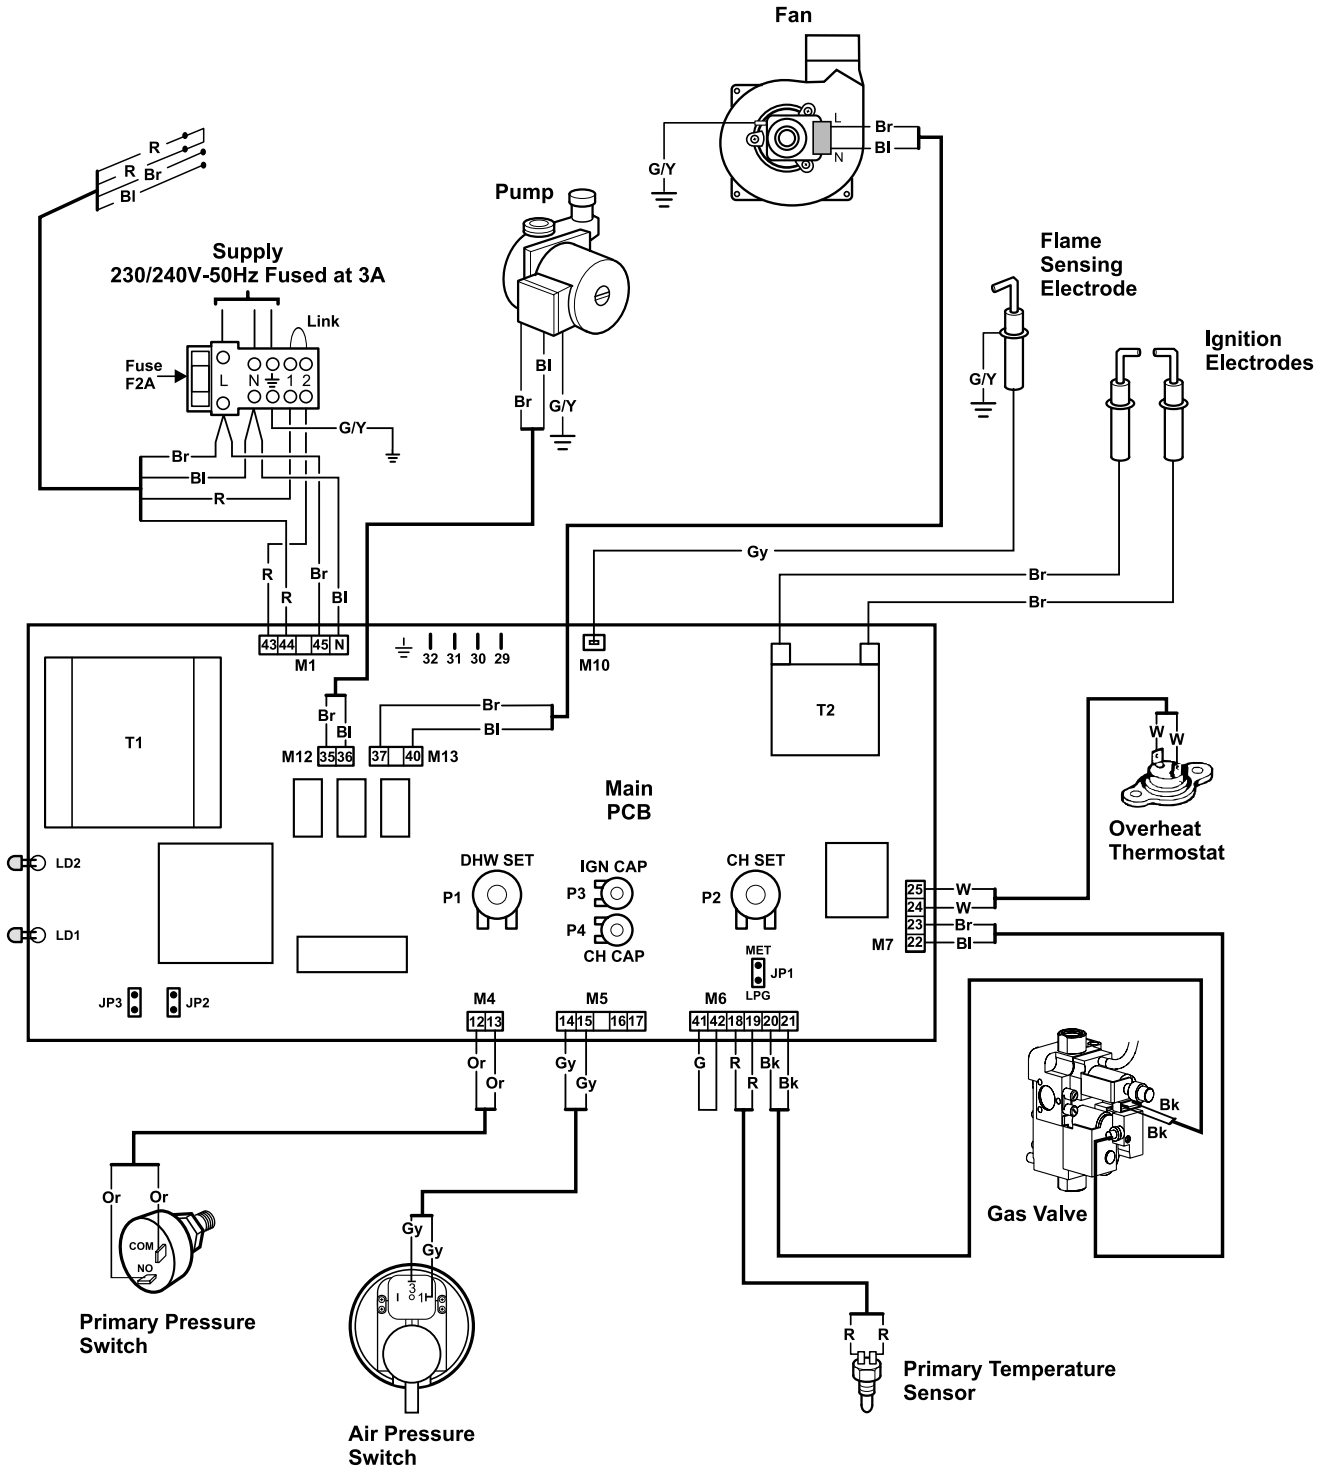 Fan
L
Br
Bl
N
G/Y
R
R
Br
Bl
Pump
Bl
Br
G/Y
Supply
230/240V-50Hz Fused at 3A
Link
Fuse
F2A
L
N
1
2
G/Y
Br
Bl
R
R
R
Br
Bl
Flame
Sensing
Electrode
G/Y
Ignition
Electrodes
Gy
Br
Br
43
44
45
N
M1
32
31
30
29
M10
T1
T2
Br
Bl
Br
Bl
M12
35
36
37
40
M13
Main
PCB
W
W
Overheat
Thermostat
LD2
LD1
DHW SET
P1
IGN CAP
P3
P4
CH CAP
CH SET
P2
25
24
23
22
M7
W
W
Br
Bl
MET
JP1
LPG
JP3
JP2
M4
12
13
M5
14
15
16
17
M6
41
42
18
19
20
21
Or
Or
Gy
Gy
G
R
R
Bk
Bk
Bk
Bk
Gas Valve
Or
Or
COM
NO
Primary Pressure
Switch
Gy
Gy
3
1
Air Pressure
Switch
R
R
Primary Temperature
Sensor